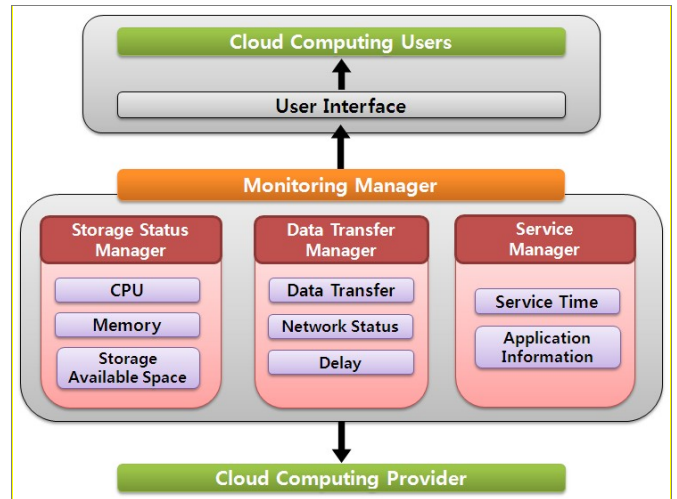 Cloud Computing Users
User Interface
Monitoring Manager
Storage Status
Manager
CPU
Memory
Storage
Available Space
Data Transfer
Manager
Data Transfer
Network Status
Delay
Service
Manager
Service Time
Application
Information
Cloud Computing Provider